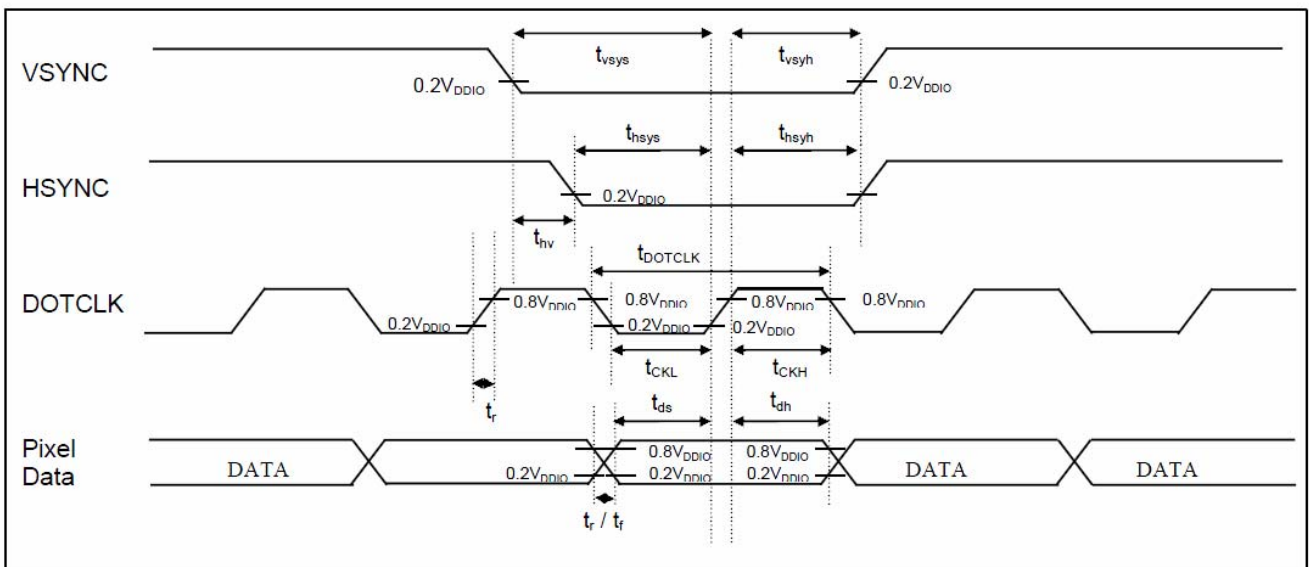 t_vsys t_vsyh
VSYNC
0.2V_DDIO 0.2V_DDIO
t_hsys t_hsyh
HSYNC
0.2V_DDIO
t_hv
t_DOTCLK
DOTCLK
0.8V_DDIO 0.8V_DDIO 0.8V_DDIO 0.8V_DDIO
0.2V_DDIO 0.2V_DDIO 0.2V_DDIO
t_CKL t_CKH
t_r
t_ds t_dh
Pixel
Data
DATA DATA DATA
0.8V_DDIO 0.8V_DDIO
0.2V_DDIO 0.2V_DDIO 0.2V_DDIO
t_r / t_f